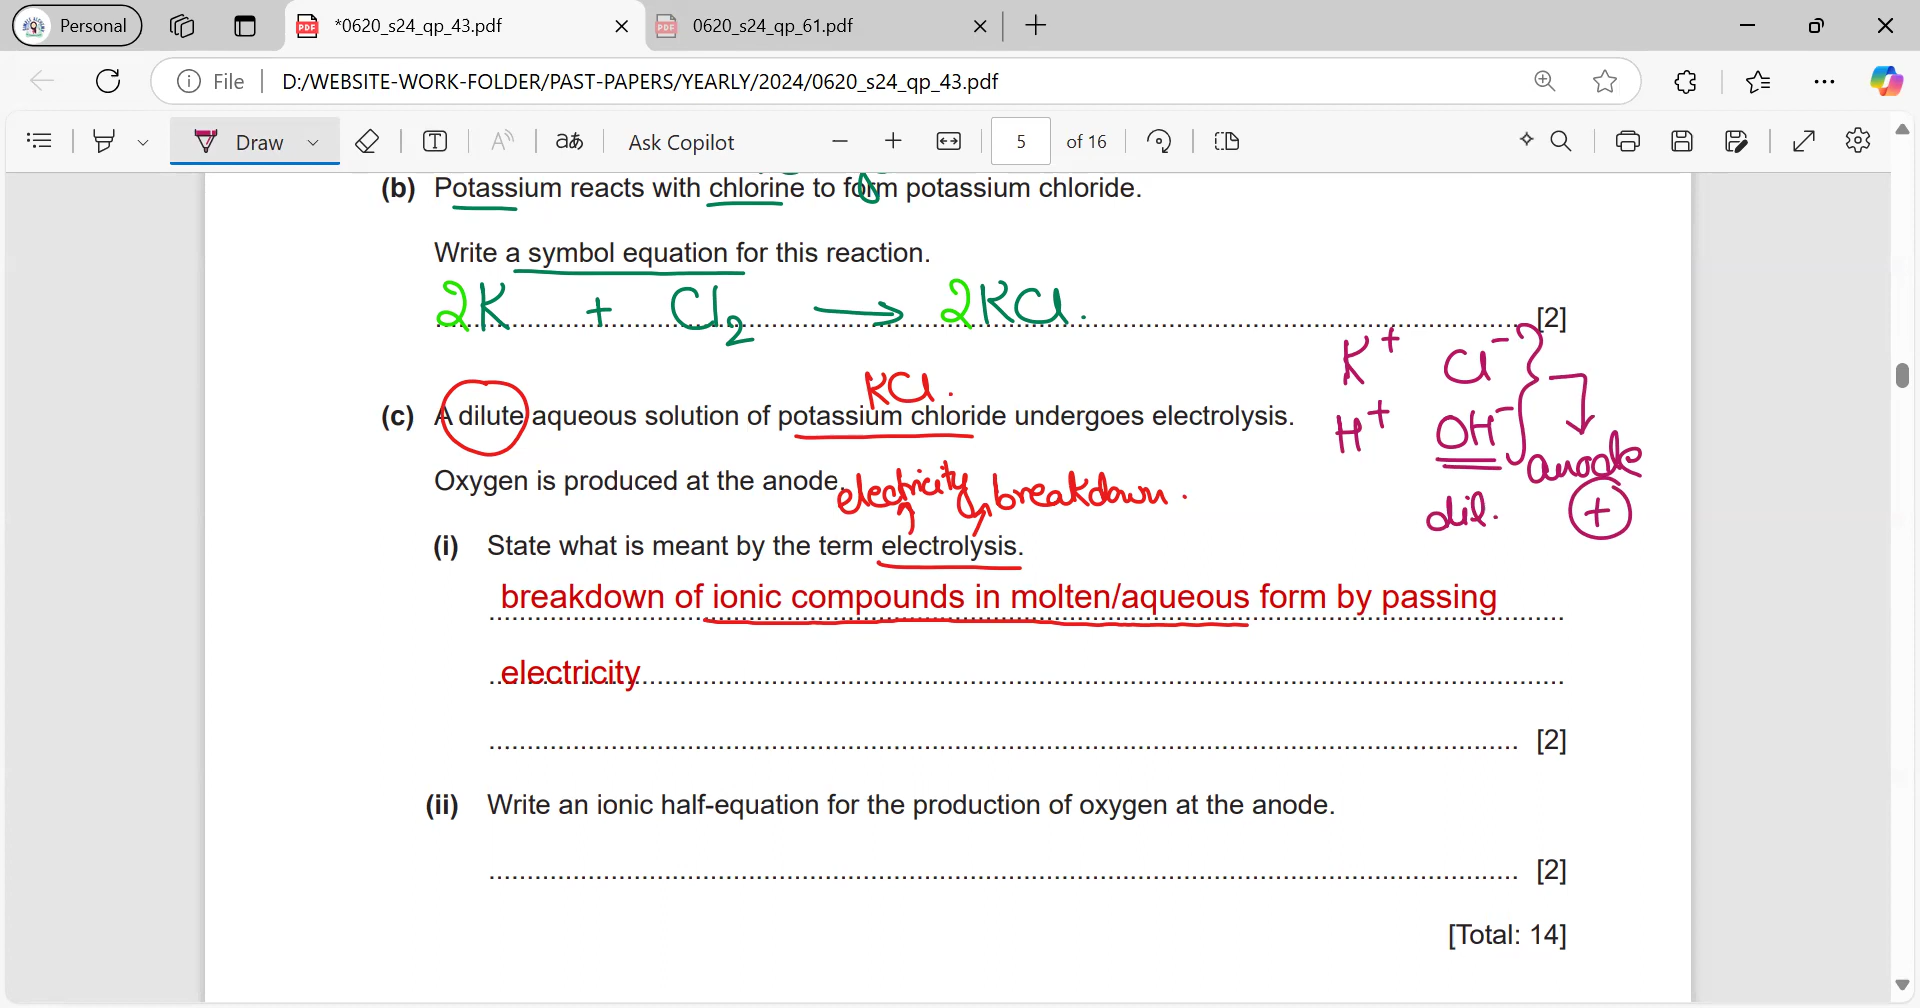 Personal
*0620_s24_qp_43.pdf
0620_s24_qp_61.pdf
File
D:/WEBSITE-WORK-FOLDER/PAST-PAPERS/YEARLY/2024/0620_s24_qp_43.pdf
Draw
Ask Copilot
5 of 16
(b) Potassium reacts with chlorine to form potassium chloride.
Write a symbol equation for this reaction.
2K + Cl₂ → 2KCl.
[2]
K⁺ Cl⁻
KCl.
(c) A dilute aqueous solution of potassium chloride undergoes electrolysis.
H⁺ OH⁻
anode
Oxygen is produced at the anode.
electricity breakdown.
dil. +
(i) State what is meant by the term electrolysis.
breakdown of ionic compounds in molten/aqueous form by passing
electricity
[2]
(ii) Write an ionic half-equation for the production of oxygen at the anode.
[2]
[Total: 14]